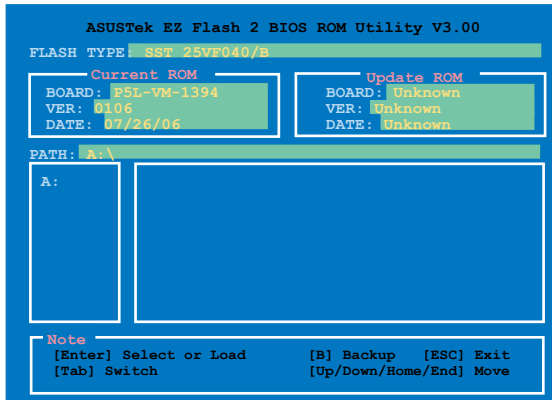 ASUSTek EZ Flash 2 BIOS ROM Utility V3.00
FLASH TYPE: SST 25VF040/B
Current ROM
BOARD: P5L-VM-1394
VER: 0106
DATE: 07/26/06
Update ROM
BOARD: Unknown
VER: Unknown
DATE: Unknown
PATH: A:\
A:
Note
[Enter] Select or Load [B] Backup [ESC] Exit
[Tab] Switch [Up/Down/Home/End] Move